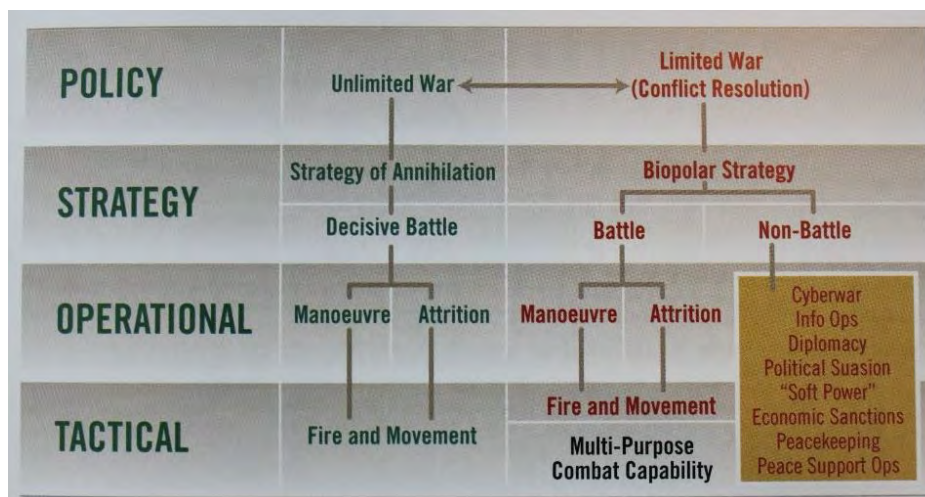 POLICY
Unlimited War
Limited War
(Conflict Resolution)
STRATEGY
Strategy of Annihilation
Biopolar Strategy
Decisive Battle
Battle
Non-Battle
OPERATIONAL
Manoeuvre
Attrition
Manoeuvre
Attrition
Cyberwar
Info Ops
Diplomacy
Political Suasion
“Soft Power”
Economic Sanctions
Peacekeeping
Peace Support Ops
TACTICAL
Fire and Movement
Fire and Movement
Multi-Purpose
Combat Capability